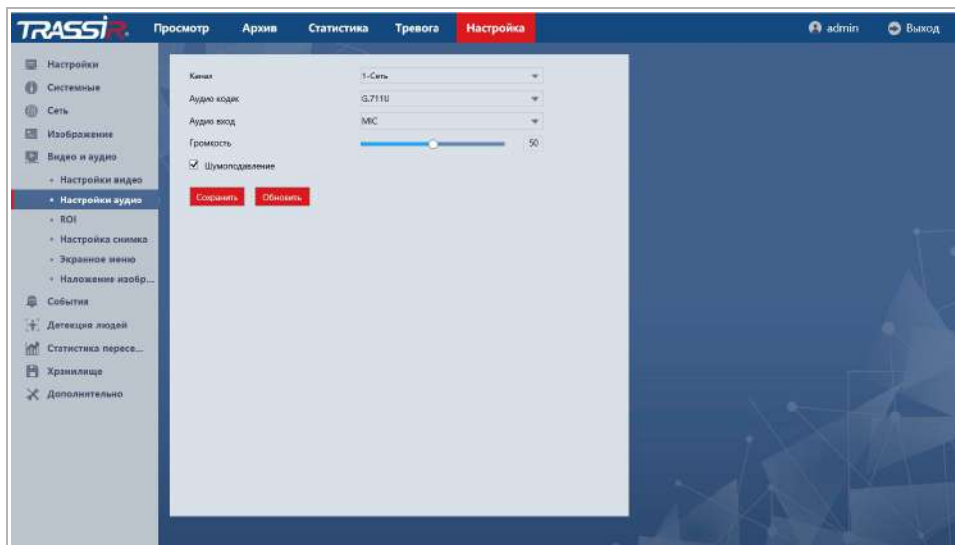 TRASSIR
Просмотр
Архив
Статистика
Тревога
Настройка
admin
Выход
Настройки
Системные
Сеть
Изображение
Видео и аудио
Настройки видео
Настройки аудио
ROI
Настройка снимка
Экранное меню
Наложение изобр...
События
Детекция людей
Статистика пересе...
Хранилище
Дополнительно
Канал 1-Сеть
Аудио кодек G.711U
Аудио вход MIC
Громкость 50
Шумоподавление
Сохранить Обновить